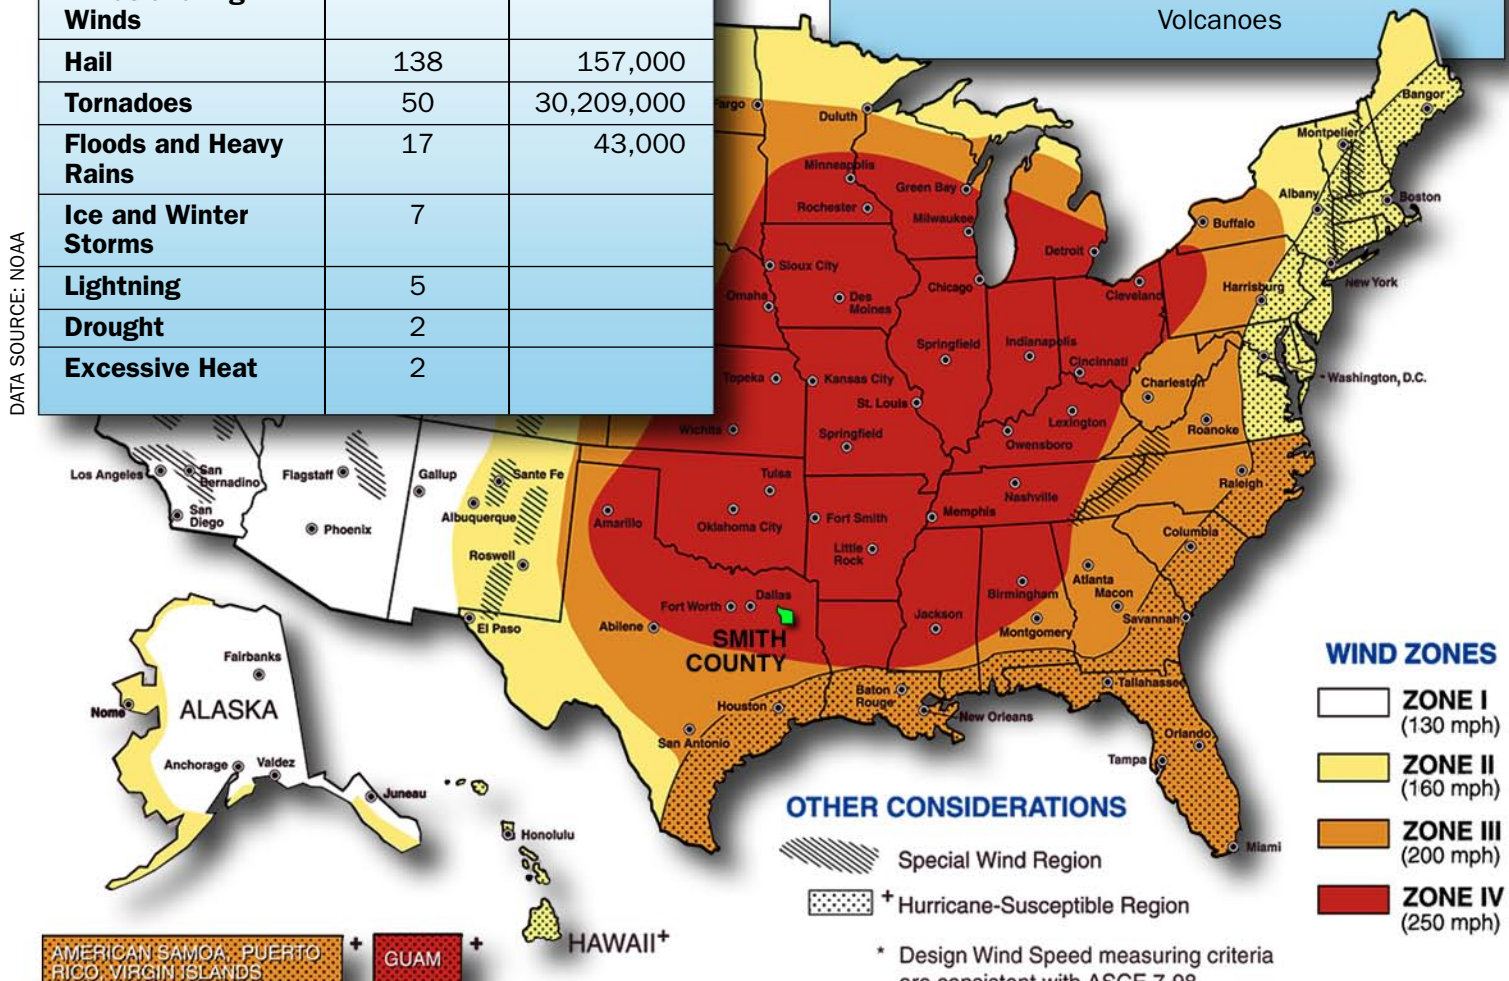 Winds
Volcanoes
Hail 138 157,000
Tornadoes 50 30,209,000
Floods and Heavy 17 43,000
Rains
Ice and Winter 7
Storms
Lightning 5
Drought 2
Excessive Heat 2
DATA SOURCE: NOAA
Fargo
Duluth
Minneapolis
Rochester
Green Bay
Milwaukee
Detroit
Buffalo
Albany
Montpelier
Bangor
Boston
New York
Harrisburg
Cleveland
Sioux City
Omaha
Des
Moines
Chicago
Springfield
Indianapolis
Cincinnati
Charleston
Washington, D.C.
Topeka
Kansas City
St. Louis
Lexington
Owensboro
Roanoke
Wichita
Springfield
Raleigh
Los Angeles
San
Bernadino
San
Diego
Flagstaff
Phoenix
Gallup
Sante Fe
Albuquerque
Roswell
El Paso
Amarillo
Tulsa
Oklahoma City
Fort Smith
Little
Rock
Memphis
Nashville
Columbia
Atlanta
Macon
Savannah
Birmingham
Montgomery
Jackson
Fort Worth
Dallas
Abilene
SMITH
COUNTY
Houston
San Antonio
Baton
Rouge
New Orleans
Tallahassee
Orlando
Tampa
Miami
Fairbanks
ALASKA
Nome
Anchorage
Valdez
Juneau
Honolulu
HAWAII+
AMERICAN SAMOA, PUERTO
RICO, VIRGIN ISLANDS
+
GUAM
+
OTHER CONSIDERATIONS
Special Wind Region
+ Hurricane-Susceptible Region
* Design Wind Speed measuring criteria
are consistent with ASCE 7-98
WIND ZONES
ZONE I
(130 mph)
ZONE II
(160 mph)
ZONE III
(200 mph)
ZONE IV
(250 mph)